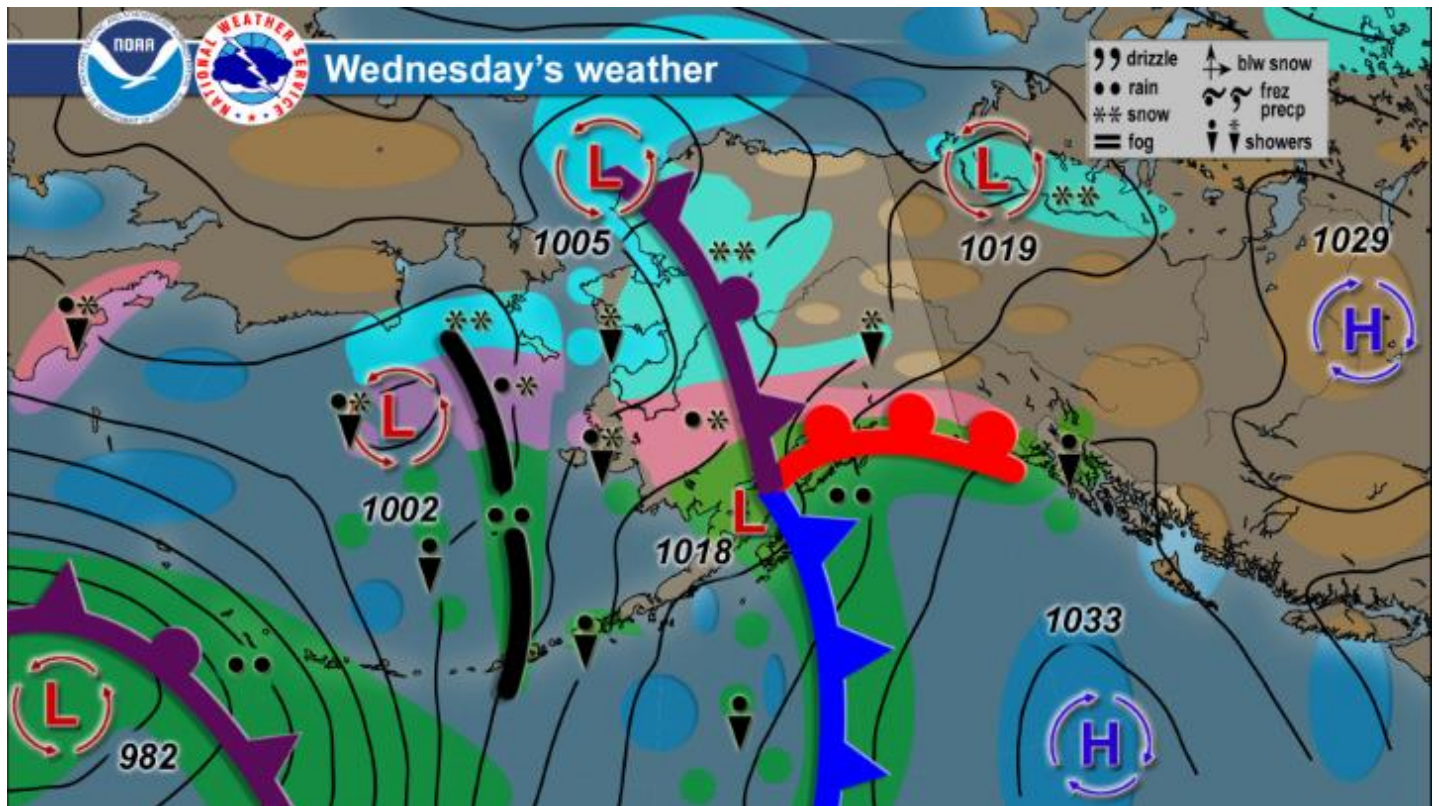 NOAA
NATIONAL WEATHER SERVICE
Wednesday's weather
drizzle
blw snow
rain
frez
precp
snow
fog
showers
L
L
1005
1019
1029
H
L
1002
L
1018
1033
L
H
982